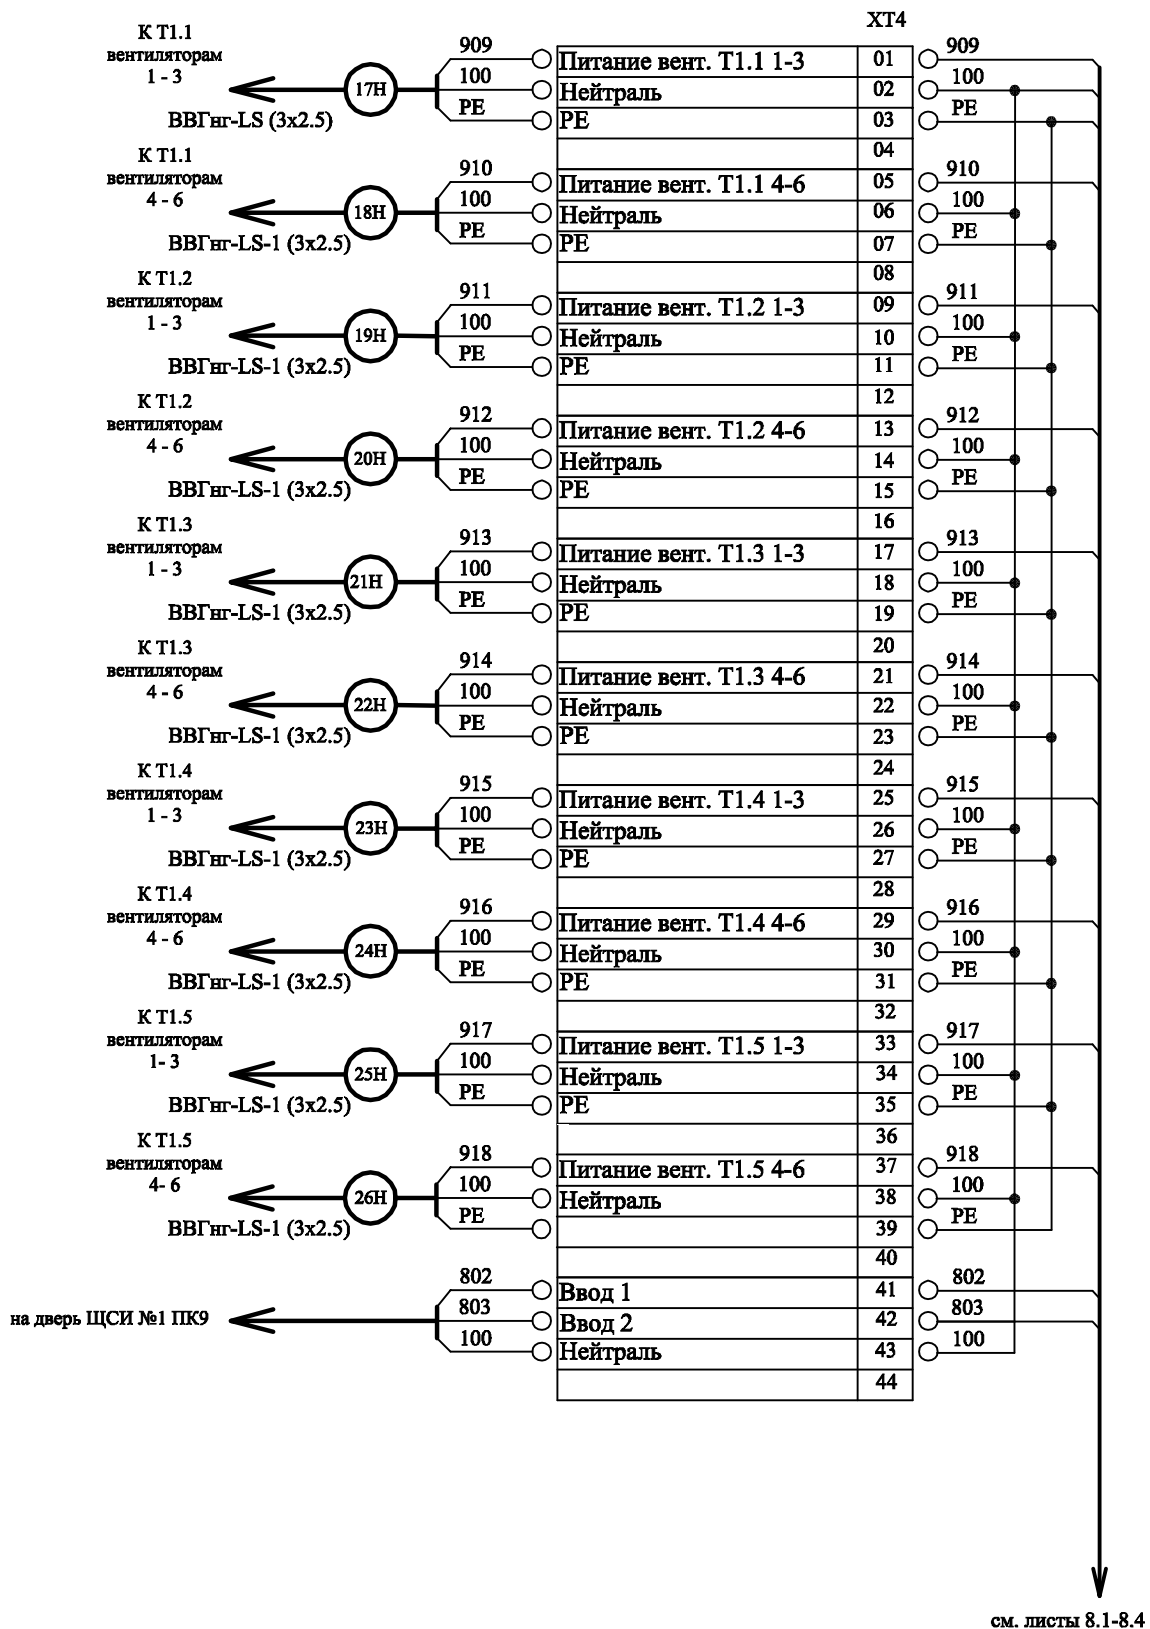 XT4
К Т1.1
вентиляторам
1 - 3
17Н
ВВГнг-LS (3х2.5)
909
100
PE
Питание вент. Т1.1 1-3 01
Нейтраль 02
PE 03
04
909
100
PE
К Т1.1
вентиляторам
4 - 6
18Н
ВВГнг-LS-1 (3х2.5)
910
100
PE
Питание вент. Т1.1 4-6 05
Нейтраль 06
PE 07
08
910
100
PE
К Т1.2
вентиляторам
1 - 3
19Н
ВВГнг-LS-1 (3х2.5)
911
100
PE
Питание вент. Т1.2 1-3 09
Нейтраль 10
PE 11
12
911
100
PE
К Т1.2
вентиляторам
4 - 6
20Н
ВВГнг-LS-1 (3х2.5)
912
100
PE
Питание вент. Т1.2 4-6 13
Нейтраль 14
PE 15
16
912
100
PE
К Т1.3
вентиляторам
1 - 3
21Н
ВВГнг-LS-1 (3х2.5)
913
100
PE
Питание вент. Т1.3 1-3 17
Нейтраль 18
PE 19
20
913
100
PE
К Т1.3
вентиляторам
4 - 6
22Н
ВВГнг-LS-1 (3х2.5)
914
100
PE
Питание вент. Т1.3 4-6 21
Нейтраль 22
PE 23
24
914
100
PE
К Т1.4
вентиляторам
1 - 3
23Н
ВВГнг-LS-1 (3х2.5)
915
100
PE
Питание вент. Т1.4 1-3 25
Нейтраль 26
PE 27
28
915
100
PE
К Т1.4
вентиляторам
4 - 6
24Н
ВВГнг-LS-1 (3х2.5)
916
100
PE
Питание вент. Т1.4 4-6 29
Нейтраль 30
PE 31
32
916
100
PE
К Т1.5
вентиляторам
1- 3
25Н
ВВГнг-LS-1 (3х2.5)
917
100
PE
Питание вент. Т1.5 1-3 33
Нейтраль 34
PE 35
36
917
100
PE
К Т1.5
вентиляторам
4- 6
26Н
ВВГнг-LS-1 (3х2.5)
918
100
PE
Питание вент. Т1.5 4-6 37
Нейтраль 38
39
40
918
100
PE
на дверь ЩСИ №1 ПК9
802
803
100
Ввод 1 41
Ввод 2 42
Нейтраль 43
44
802
803
100
см. листы 8.1-8.4